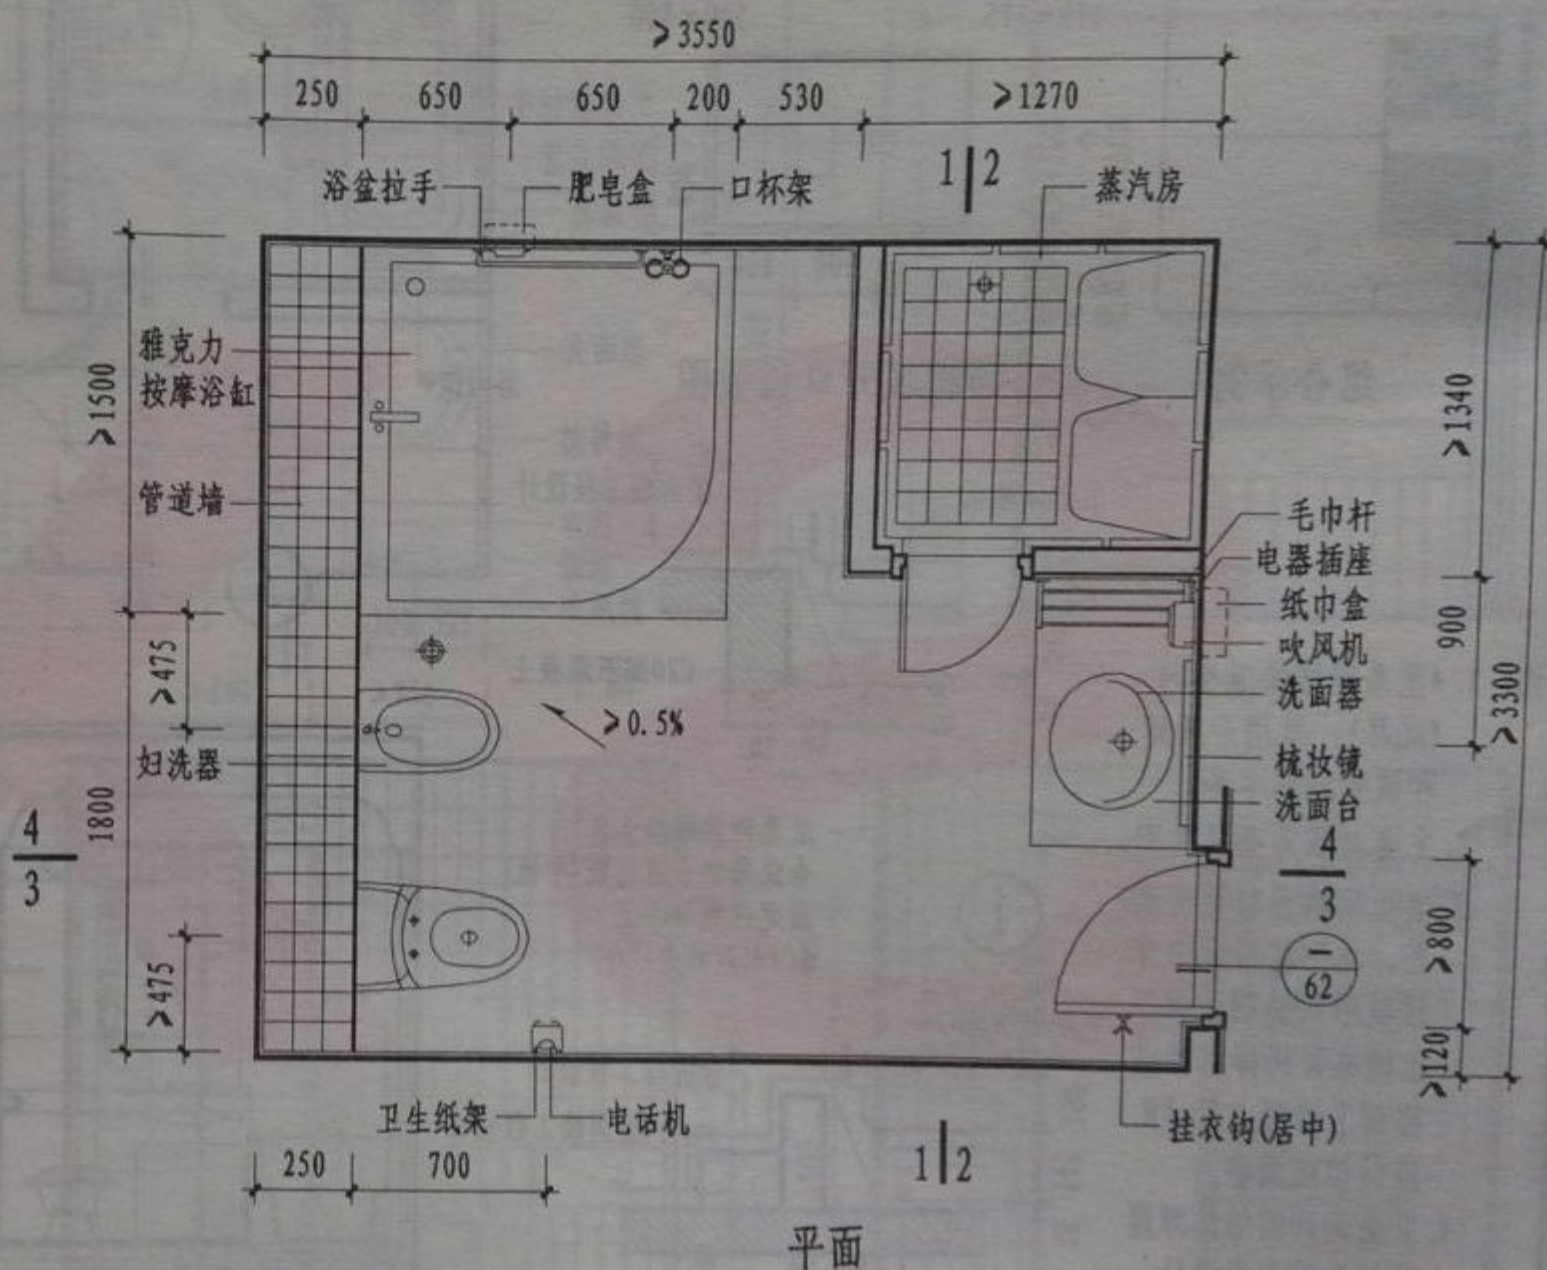 ≥3550
250 650 650 200 530 ≥1270
浴盆拉手 肥皂盒 口杯架 1 2 蒸汽房
雅克力
按摩浴缸
≥1500
管道墙
≥1340
毛巾杆
电器插座
纸巾盒
吹风机
洗面器
900
≥3300
≥475
≥0.5%
妇洗器
梳妆镜
洗面台
1800
4
3
4
3
—
62
≥800
≥475
≥120
卫生纸架 电话机 挂衣钩(居中)
250 700
1 2
平面